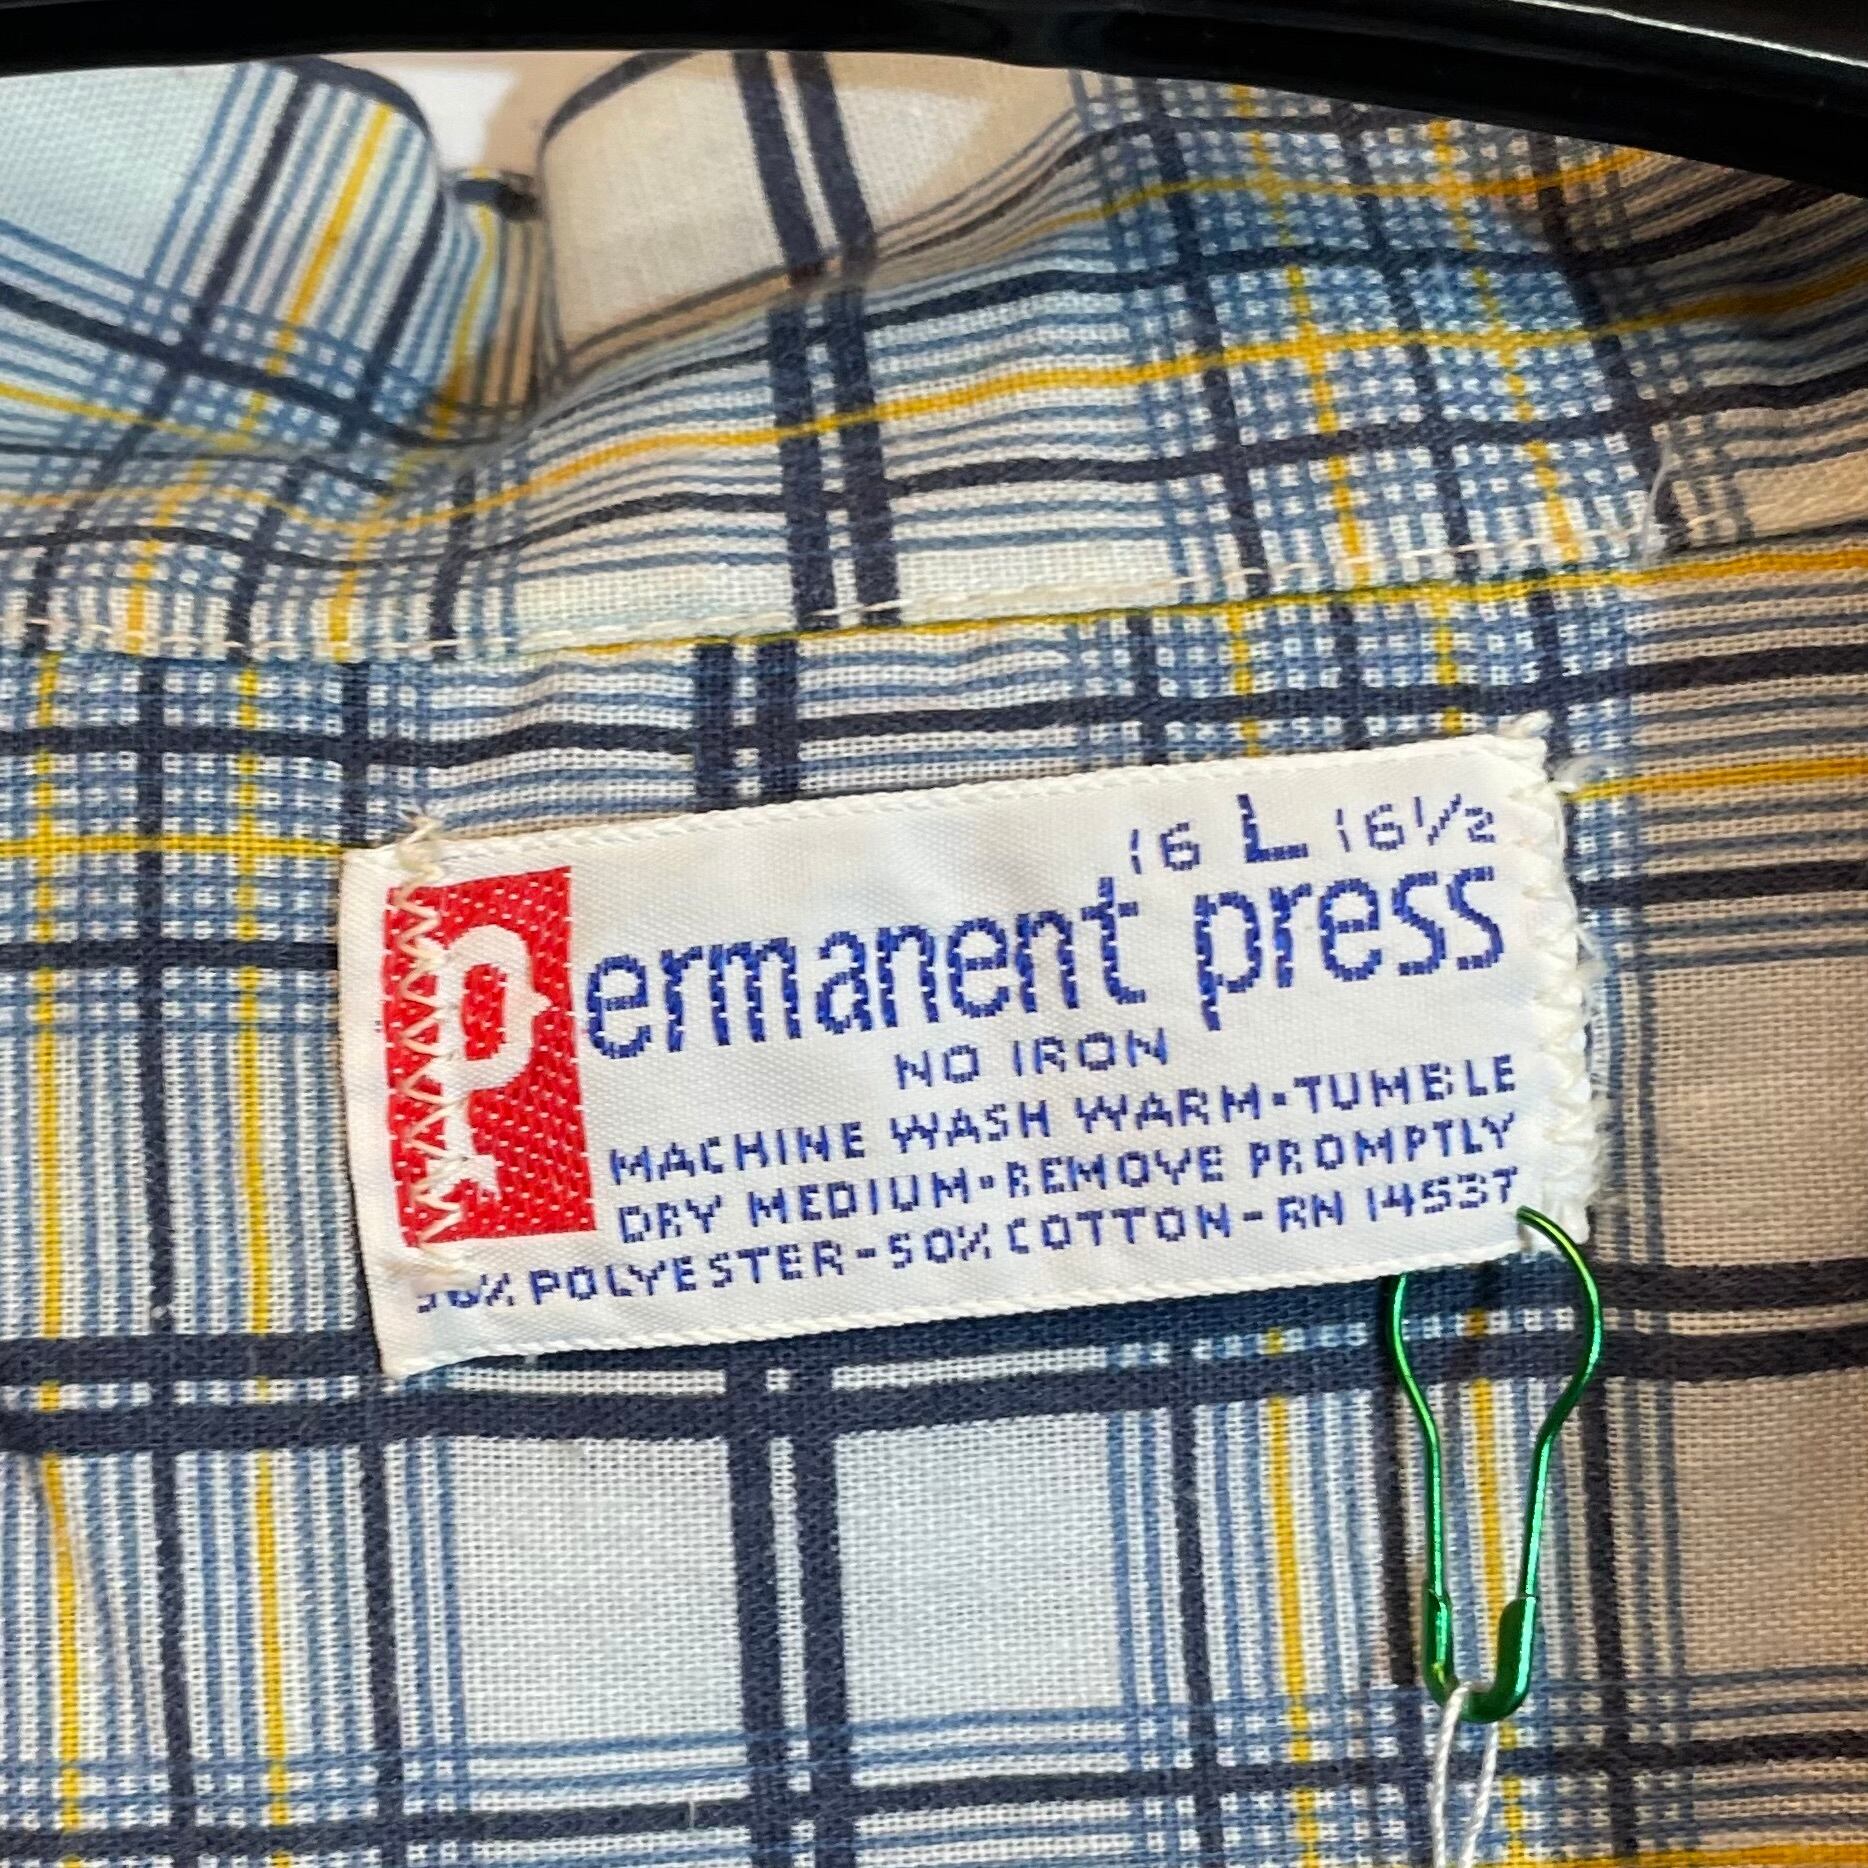 16 L 16½
permanent press
NO IRON
MACHINE WASH WARM-TUMBLE
DRY MEDIUM-REMOVE PROMPTLY
50% POLYESTER-50% COTTON-RN 14537